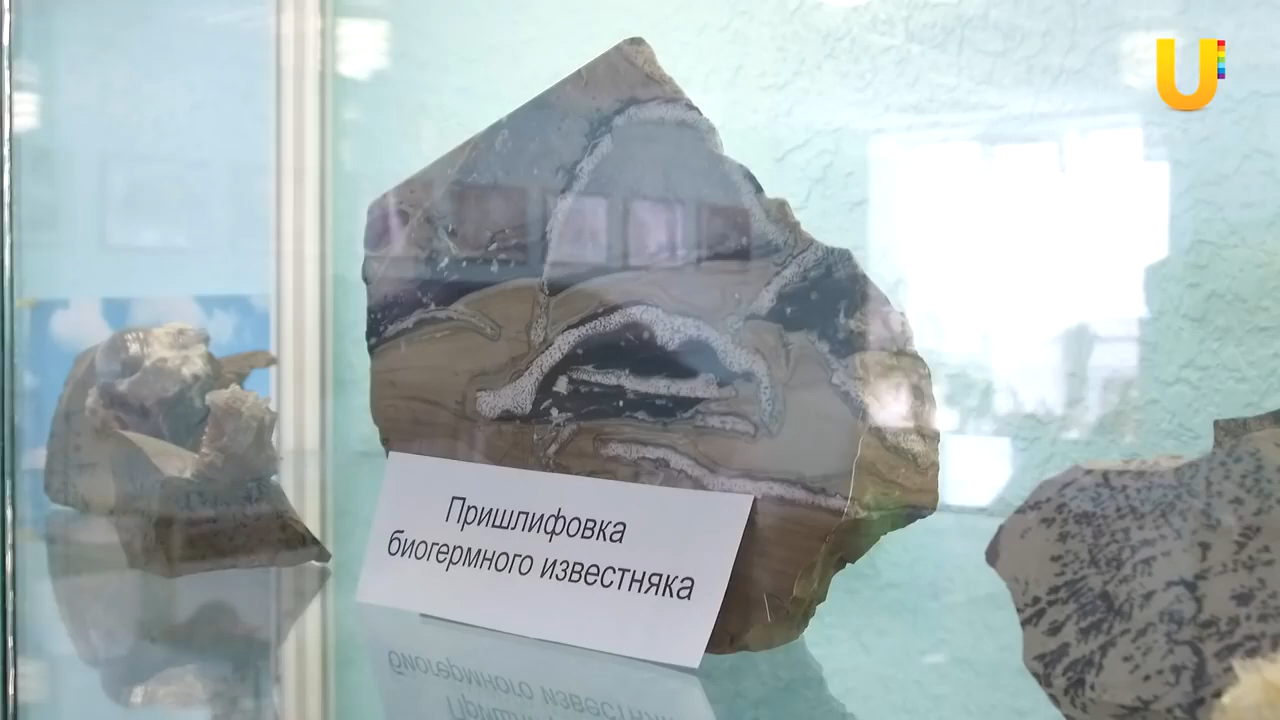 U
Пришлифовка
биогермного известняка